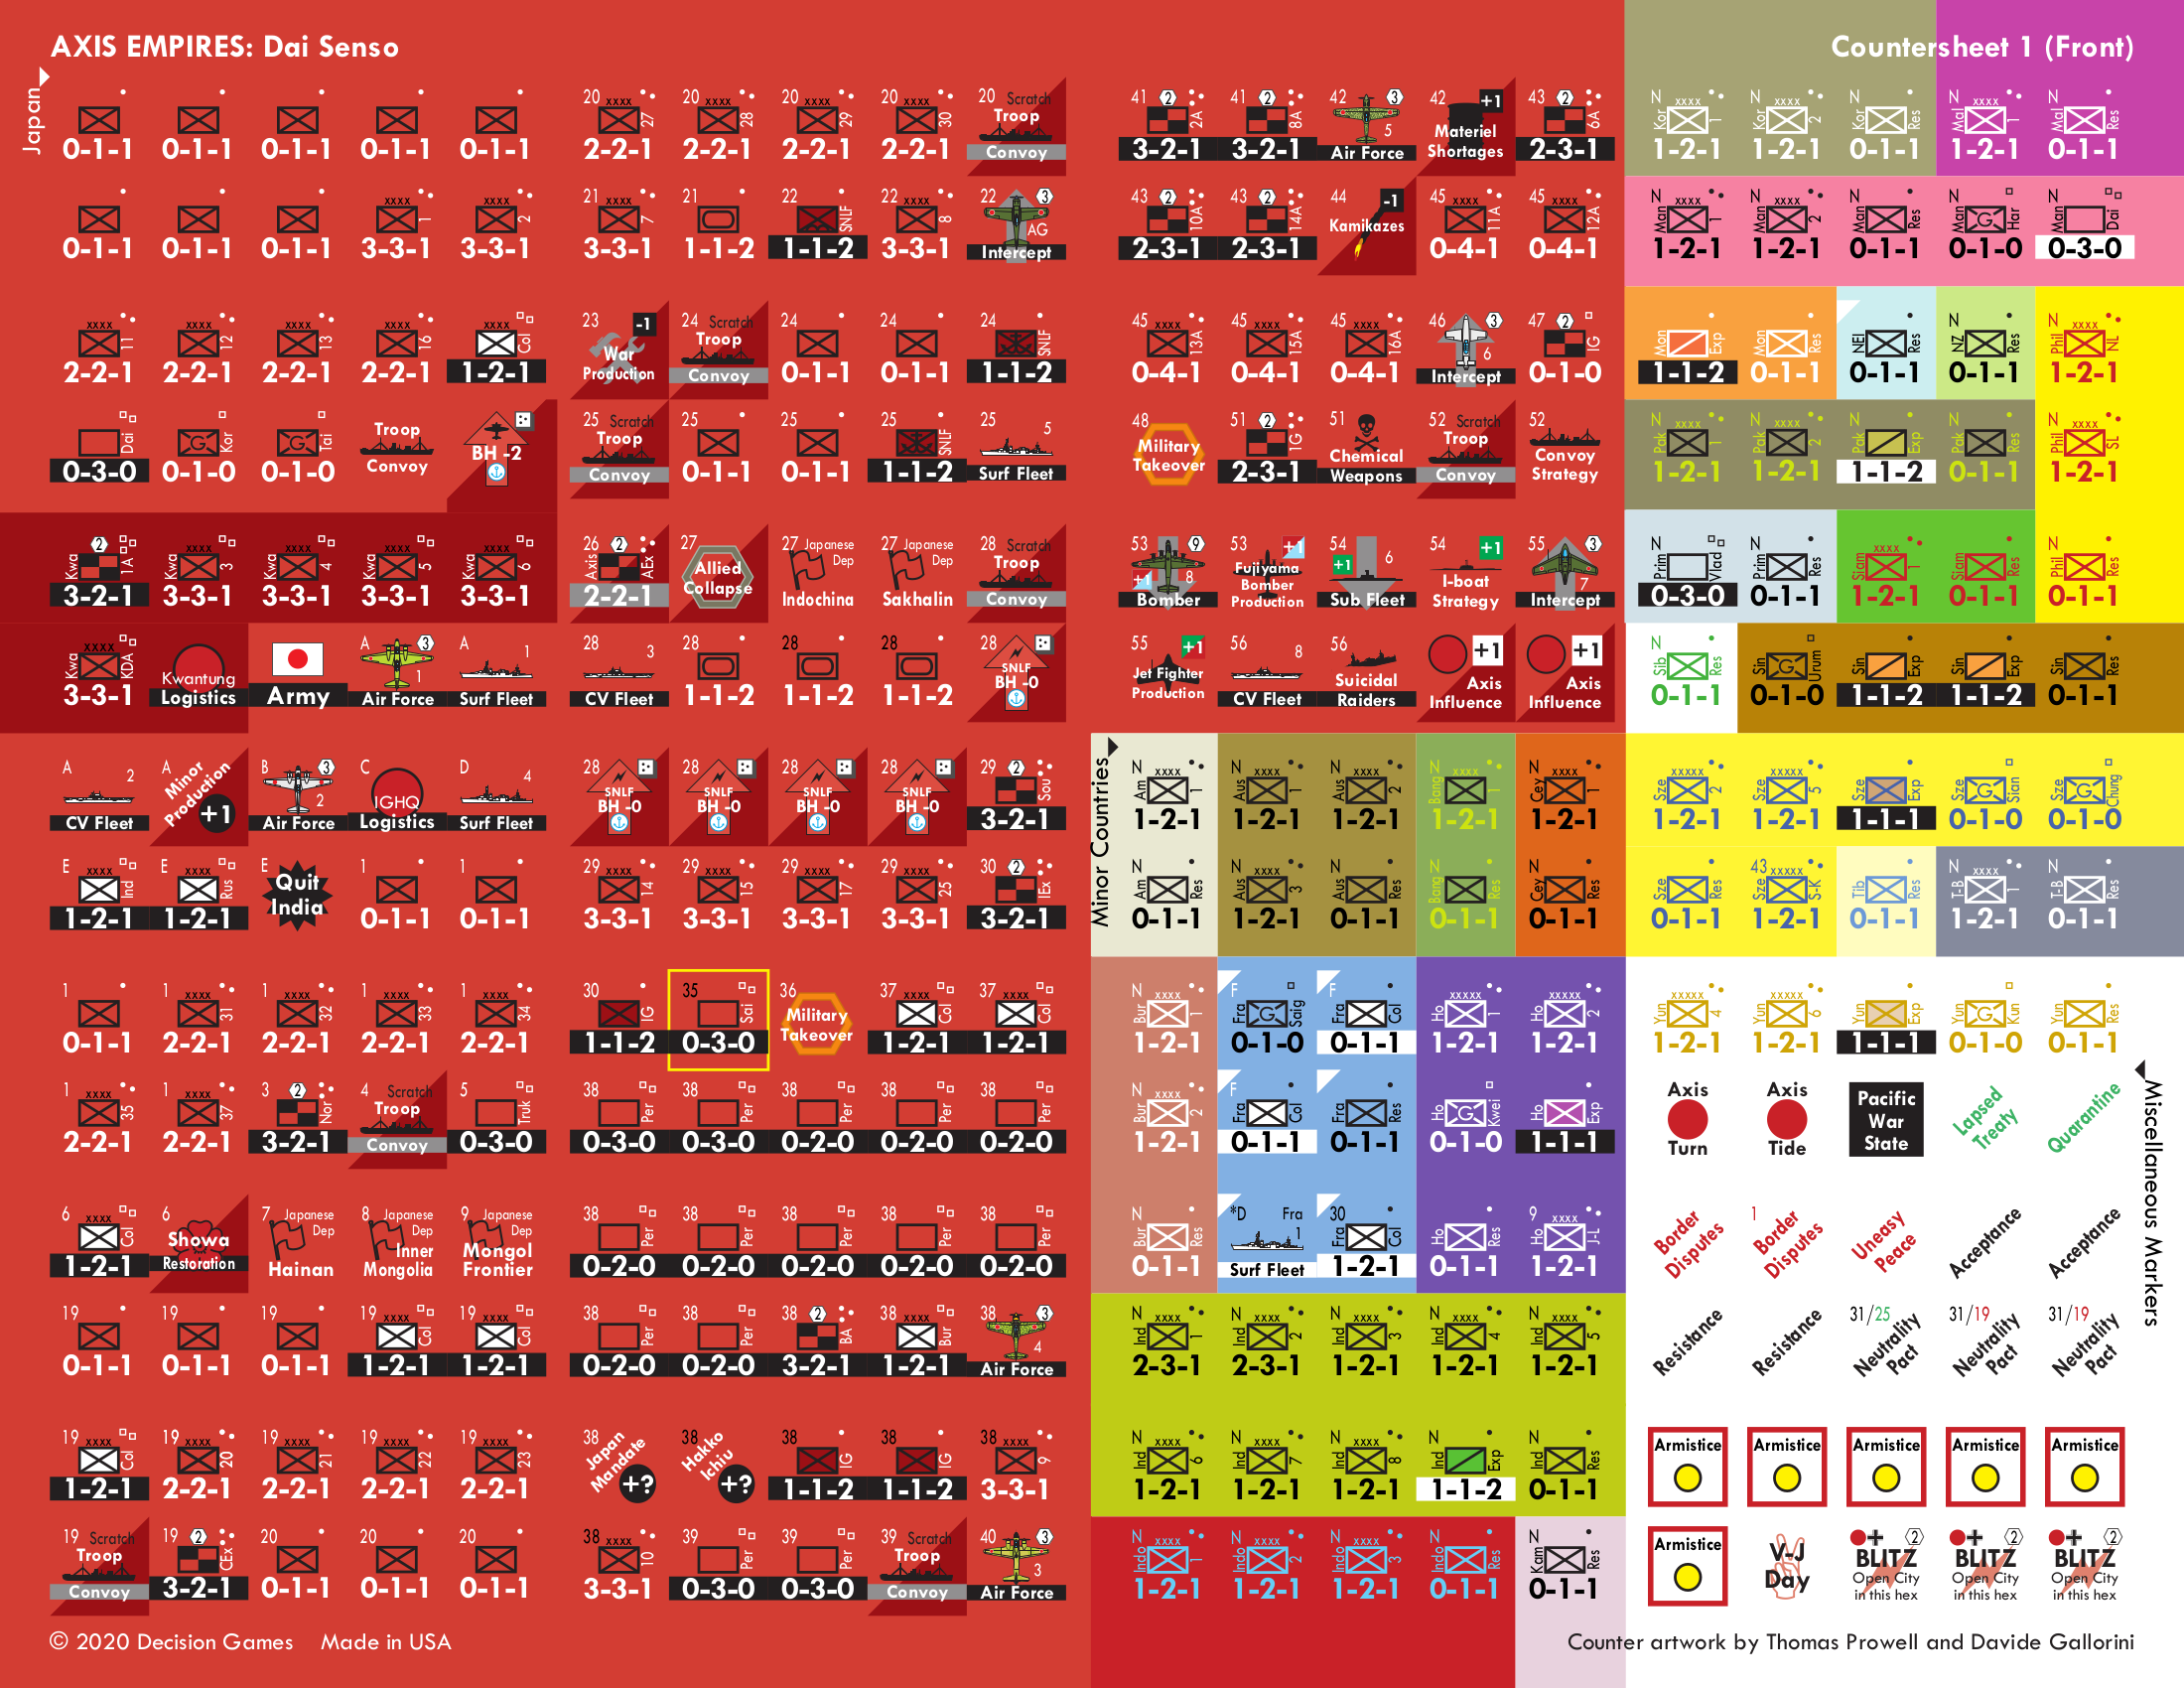 AXIS EMPIRES: Dai Senso
Countersheet 1 (Front)
Japan
0-1-1 0-1-1 0-1-1 0-1-1 0-1-1
20 xxxx 27 2-2-1
20 xxxx 28 2-2-1
20 xxxx 29 2-2-1
20 xxxx 30 2-2-1
20 Scratch Troop Convoy
41 2 2A 3-2-1
41 2 8A 3-2-1
42 3 5 Air Force
42 +1 Materiel Shortages
43 2 6A 2-3-1
N Kor xxxx 1 1-2-1
N Kor xxxx 2 1-2-1
N Kor Res 0-1-1
N Mal xxxx 1 1-2-1
N Mal Res 0-1-1
0-1-1 0-1-1 0-1-1
xxxx 1 3-3-1
xxxx 2 3-3-1
21 xxxx 7 3-3-1
21 1-1-2
22 SNLF 1-1-2
22 xxxx 8 3-3-1
22 3 AG Intercept
43 2 10A 2-3-1
43 2 14A 2-3-1
44 -1 Kamikazes
45 xxxx 11A 0-4-1
45 xxxx 12A 0-4-1
N Man xxxx 1 1-2-1
N Man xxxx 2 1-2-1
N Man Res 0-1-1
N Man G Har 0-1-0
N Man Dai 0-3-0
xxxx 11 2-2-1
xxxx 12 2-2-1
xxxx 13 2-2-1
xxxx 16 2-2-1
xxxx Col 1-2-1
23 -1 War Production
24 Scratch Troop Convoy
24 0-1-1
24 0-1-1
24 SNLF 1-1-2
45 xxxx 13A 0-4-1
45 xxxx 15A 0-4-1
45 xxxx 16A 0-4-1
46 3 6 Intercept
47 2 IG 0-1-0
Mon Exp 1-1-2
Mon Res 0-1-1
NEI Res 0-1-1
N NZ Res 0-1-1
N Phil xxxx NL 1-2-1
Dai 0-3-0
G Kor 0-1-0
G Tai 0-1-0
Troop Convoy
BH -2
25 Scratch Troop Convoy
25 0-1-1
25 0-1-1
25 SNLF 1-1-2
25 5 Surf Fleet
48 Military Takeover
51 2 1G 2-3-1
51 Chemical Weapons
52 Scratch Troop Convoy
52 Convoy Strategy
N Pak xxxx 1 1-2-1
N Pak xxxx 2 1-2-1
N Pak Exp 1-1-2
N Pak Res 0-1-1
N Phil xxxx SL 1-2-1
Kwa 2 1A 3-2-1
Kwa xxxx 3 3-3-1
Kwa xxxx 4 3-3-1
Kwa xxxx 5 3-3-1
Kwa xxxx 6 3-3-1
26 2 Axis AEx 2-2-1
27 Allied Collapse
27 Japanese Dep Indochina
27 Japanese Dep Sakhalin
28 Scratch Troop Convoy
53 9 +1 8 Bomber
53 +1 Fujiyama Bomber Production
54 +1 6 Sub Fleet
54 +1 I-boat Strategy
55 3 7 Intercept
N Prim Vlad 0-3-0
N Prim Res 0-1-1
Siam xxxx 1 1-2-1
Siam Res 0-1-1
N Phil Res 0-1-1
Kwa xxxx KDA 3-3-1
Kwantung Logistics
Army
A 3 1 Air Force
A 1 Surf Fleet
28 3 CV Fleet
28 1-1-2
28 1-1-2
28 1-1-2
28 SNLF BH -0
55 +1 Jet Fighter Production
56 8 CV Fleet
56 Suicidal Raiders
+1 Axis Influence
+1 Axis Influence
N Sib Res 0-1-1
Sin G Urum 0-1-0
Sin Exp 1-1-2
Sin Exp 1-1-2
Sin Res 0-1-1
A 2 CV Fleet
A Minor Production +1
B 3 2 Air Force
C IGHQ Logistics
D 4 Surf Fleet
28 SNLF BH -0
28 SNLF BH -0
28 SNLF BH -0
28 SNLF BH -0
29 2 Sou 3-2-1
Minor Countries
N Am xxxx 1 1-2-1
N Aus xxxx 1 1-2-1
N Aus xxxx 2 1-2-1
N Bang xxxx 1 1-2-1
N Cey xxxx 1 1-2-1
Sze xxxxx 2 1-2-1
Sze xxxxx 5 1-2-1
Sze Exp 1-1-1
Sze G Sian 0-1-0
Sze G Chung 0-1-0
E xxxx Ind 1-2-1
E xxxx Rus 1-2-1
E Quit India
1 0-1-1
1 0-1-1
29 xxxx 14 3-3-1
29 xxxx 15 3-3-1
29 xxxx 17 3-3-1
29 xxxx 25 3-3-1
30 2 IEx 3-2-1
N Am Res 0-1-1
N Aus xxxx 3 1-2-1
N Aus Res 0-1-1
N Bang Res 0-1-1
N Cey Res 0-1-1
Sze Res 0-1-1
43 Sze xxxxx S-K 1-2-1
Tib Res 0-1-1
N T-B xxxx 1 1-2-1
N T-B Res 0-1-1
1 0-1-1
1 xxxx 31 2-2-1
1 xxxx 32 2-2-1
1 xxxx 33 2-2-1
1 xxxx 34 2-2-1
30 IG 1-1-2
35 Sai 0-3-0
36 Military Takeover
37 xxxx Col 1-2-1
37 xxxx Col 1-2-1
N Bur xxxx 1 1-2-1
F Fra G Saig 0-1-0
F Fra Col 0-1-1
Ho xxxxx 1 1-2-1
Ho xxxxx 2 1-2-1
Yun xxxxx 4 1-2-1
Yun xxxxx 6 1-2-1
Yun Exp 1-1-1
Yun G Kun 0-1-0
Yun Res 0-1-1
1 xxxx 35 2-2-1
1 xxxx 37 2-2-1
3 2 Nor 3-2-1
4 Scratch Troop Convoy
5 Truk 0-3-0
38 Per 0-3-0
38 Per 0-3-0
38 Per 0-2-0
38 Per 0-2-0
38 Per 0-2-0
N Bur xxxx 2 1-2-1
F Fra Col 0-1-1
Fra Res 0-1-1
Ho G Kwei 0-1-0
Ho Exp 1-1-1
Axis Turn
Axis Tide
Pacific War State
Lapsed Treaty
Quarantine
Miscellaneous Markers
6 xxxx Col 1-2-1
6 Showa Restoration
7 Japanese Dep Hainan
8 Japanese Dep Inner Mongolia
9 Japanese Dep Mongol Frontier
38 Per 0-2-0
38 Per 0-2-0
38 Per 0-2-0
38 Per 0-2-0
38 Per 0-2-0
N Bur Res 0-1-1
*D Fra 1 Surf Fleet
30 Fra xxxx Col 1-2-1
Ho Res 0-1-1
9 Ho xxxx J-L 1-2-1
Border Disputes
1 Border Disputes
Uneasy Peace
Acceptance
Acceptance
19 0-1-1
19 0-1-1
19 0-1-1
19 xxxx Col 1-2-1
19 xxxx Col 1-2-1
38 Per 0-2-0
38 Per 0-2-0
38 2 BA 3-2-1
38 xxxx Bur 1-2-1
38 3 4 Air Force
N Ind xxxx 1 2-3-1
N Ind xxxx 2 2-3-1
N Ind xxxx 3 1-2-1
N Ind xxxx 4 1-2-1
N Ind xxxx 5 1-2-1
Resistance
Resistance
31/25 Neutrality Pact
31/19 Neutrality Pact
31/19 Neutrality Pact
19 xxxx Col 1-2-1
19 xxxx 20 2-2-1
19 xxxx 21 2-2-1
19 xxxx 22 2-2-1
19 xxxx 23 2-2-1
38 Japan Mandate +?
38 Hakko Ichiu +?
38 IG 1-1-2
38 IG 1-1-2
38 xxxx 9 3-3-1
N Ind xxxx 6 1-2-1
N Ind xxxx 7 1-2-1
N Ind xxxx 8 1-2-1
N Ind Exp 1-1-2
N Ind Res 0-1-1
Armistice
Armistice
Armistice
Armistice
Armistice
19 Scratch Troop Convoy
19 2 CEx 3-2-1
20 0-1-1
20 0-1-1
20 0-1-1
38 xxxx 10 3-3-1
39 Per 0-3-0
39 Per 0-3-0
39 Scratch Troop Convoy
40 3 3 Air Force
N Indo xxxx 1 1-2-1
N Indo xxxx 2 1-2-1
N Indo xxxx 3 1-2-1
N Indo Res 0-1-1
N Kam Res 0-1-1
Armistice
V-J Day
+ 2 BLITZ Open City in this hex
+ 2 BLITZ Open City in this hex
+ 2 BLITZ Open City in this hex
© 2020 Decision Games Made in USA
Counter artwork by Thomas Prowell and Davide Gallorini